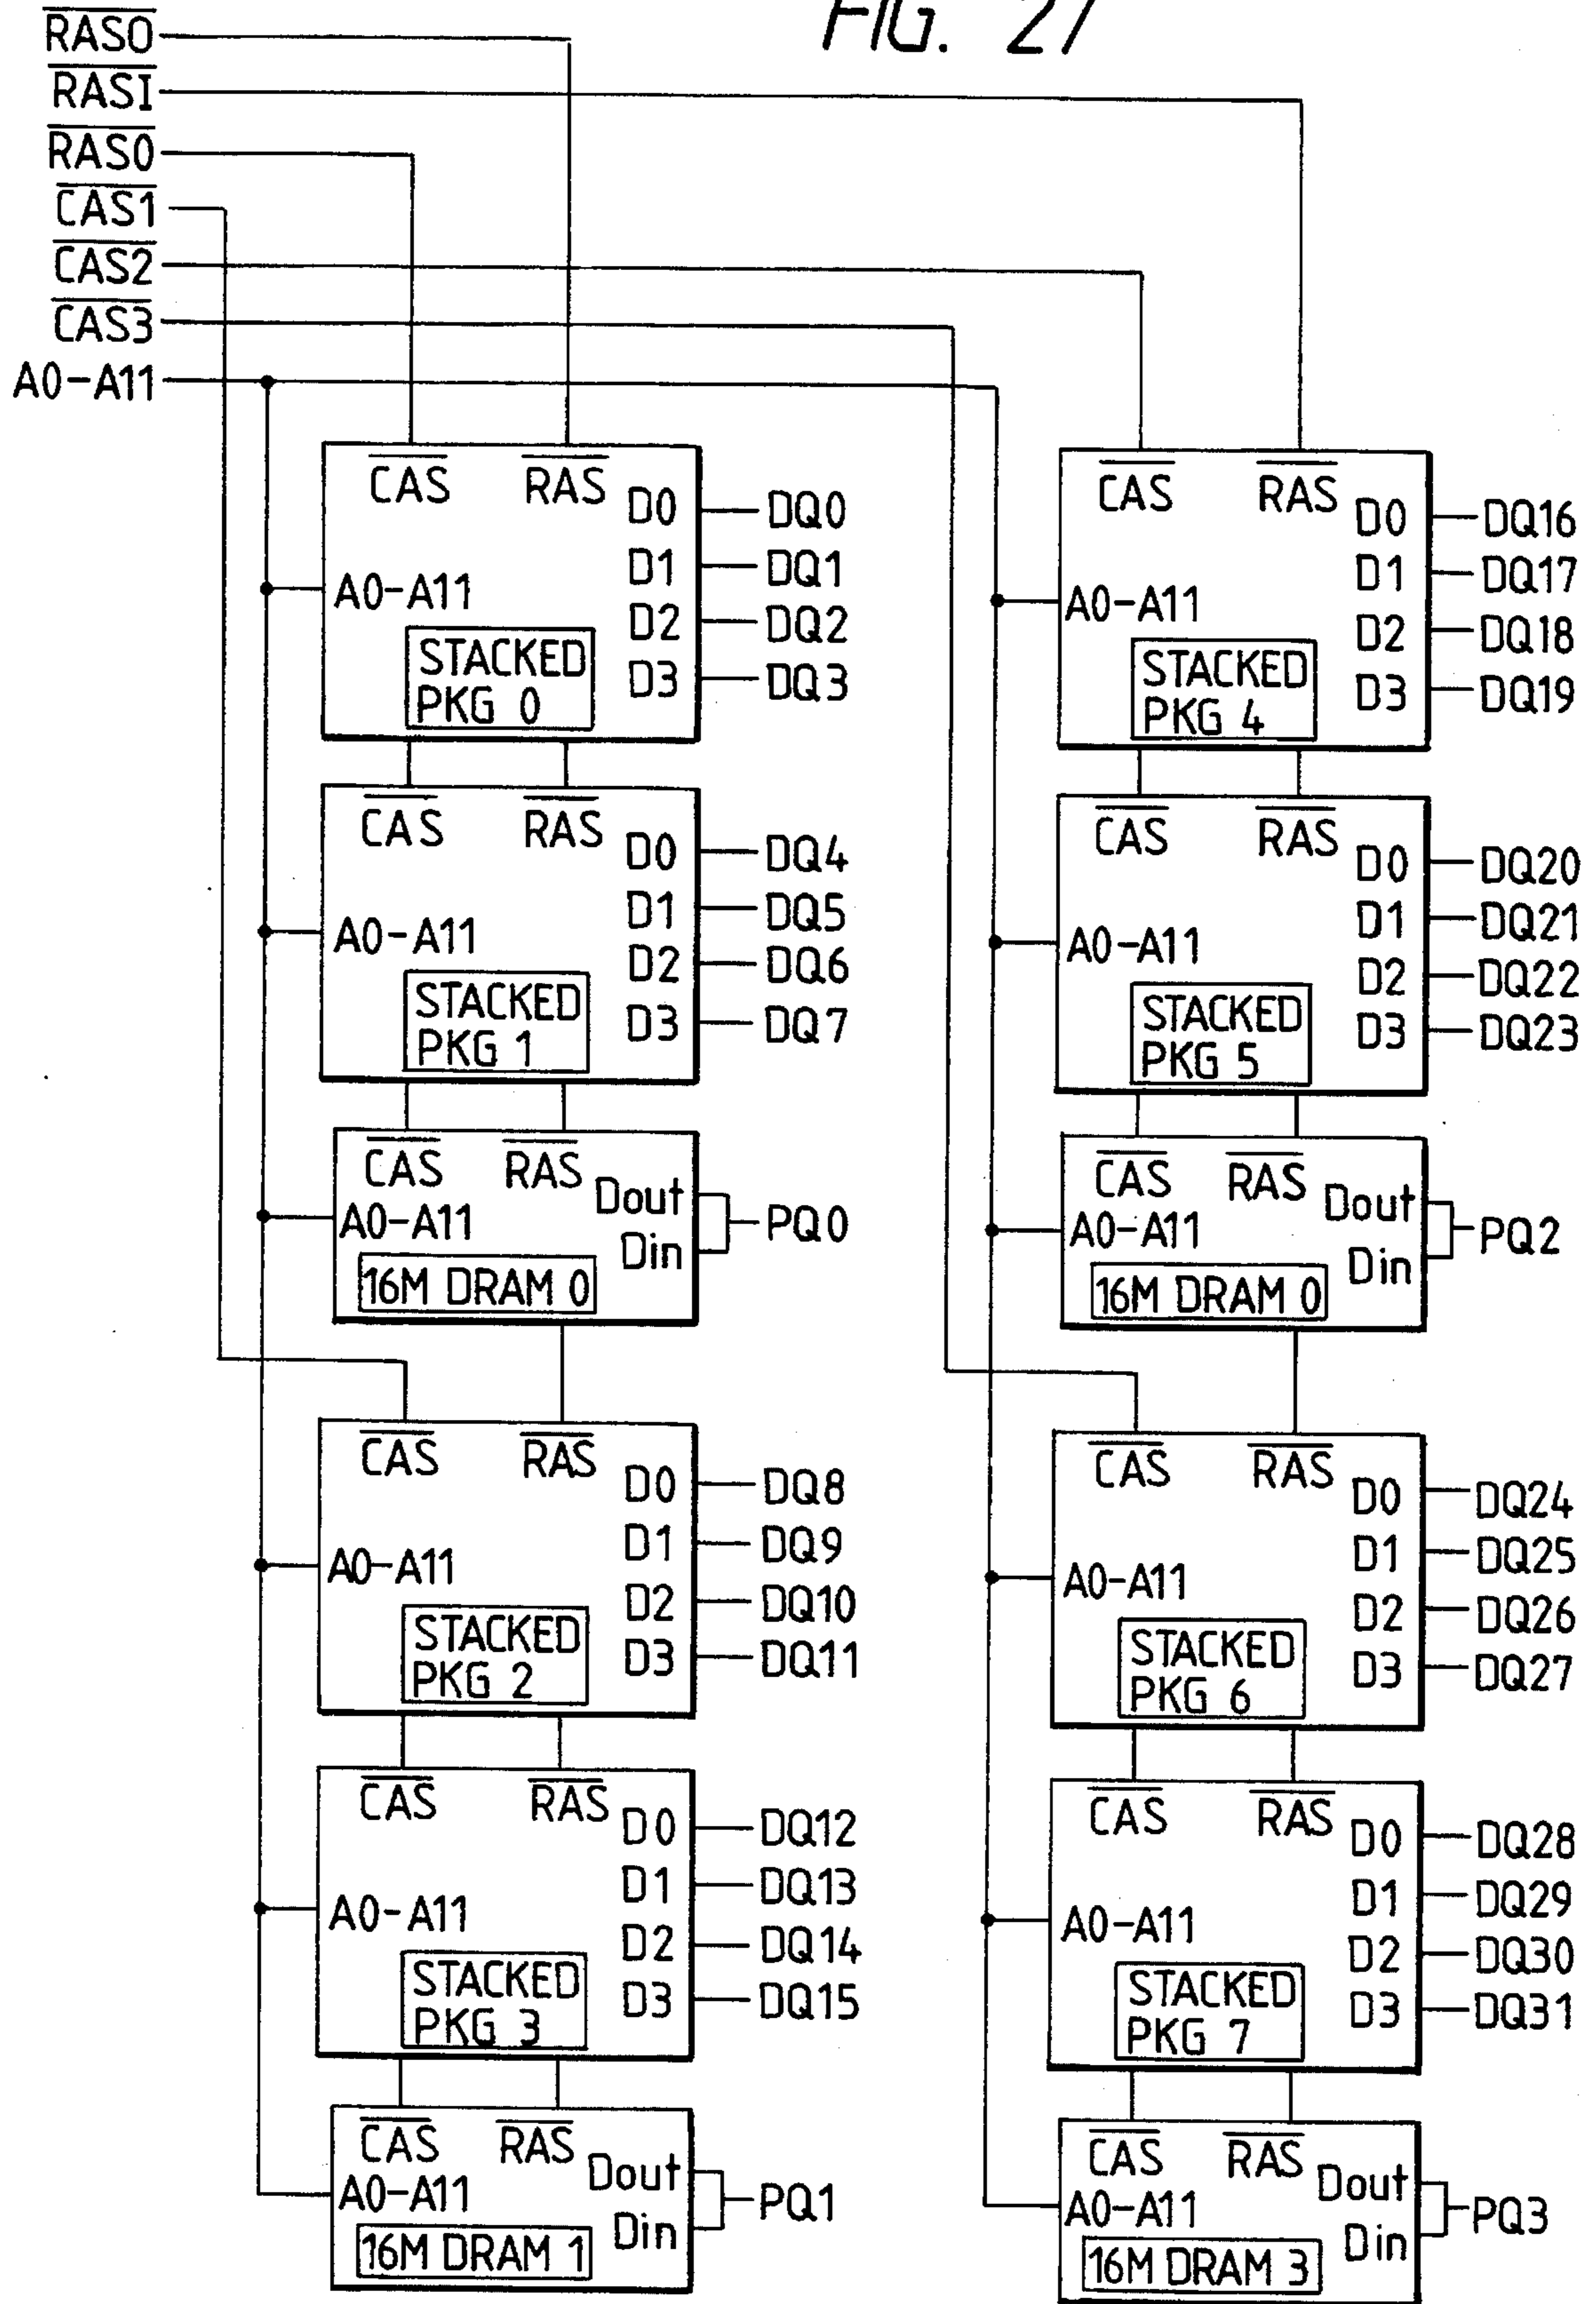 FIG. 27
RAS0
RASI
RAS0
CAS1
CAS2
CAS3
A0-A11
CAS RAS
D0 DQ0
D1 DQ1
A0-A11
D2 DQ2
STACKED
D3 DQ3
PKG 0
CAS RAS
D0 DQ4
D1 DQ5
A0-A11
D2 DQ6
STACKED
D3 DQ7
PKG 1
CAS RAS
Dout
A0-A11
PQ0
Din
16M DRAM 0
CAS RAS
D0 DQ8
D1 DQ9
A0-A11
D2 DQ10
STACKED
D3 DQ11
PKG 2
CAS RAS
D0 DQ12
D1 DQ13
A0-A11
D2 DQ14
STACKED
D3 DQ15
PKG 3
CAS RAS
Dout
A0-A11
PQ1
Din
16M DRAM 1
CAS RAS
D0 DQ16
D1 DQ17
A0-A11
D2 DQ18
STACKED
D3 DQ19
PKG 4
CAS RAS
D0 DQ20
D1 DQ21
A0-A11
D2 DQ22
STACKED
D3 DQ23
PKG 5
CAS RAS
Dout
A0-A11
PQ2
Din
16M DRAM 0
CAS RAS
D0 DQ24
D1 DQ25
A0-A11
D2 DQ26
STACKED
D3 DQ27
PKG 6
CAS RAS
D0 DQ28
D1 DQ29
A0-A11
D2 DQ30
STACKED
D3 DQ31
PKG 7
CAS RAS
Dout
A0-A11
PQ3
Din
16M DRAM 3